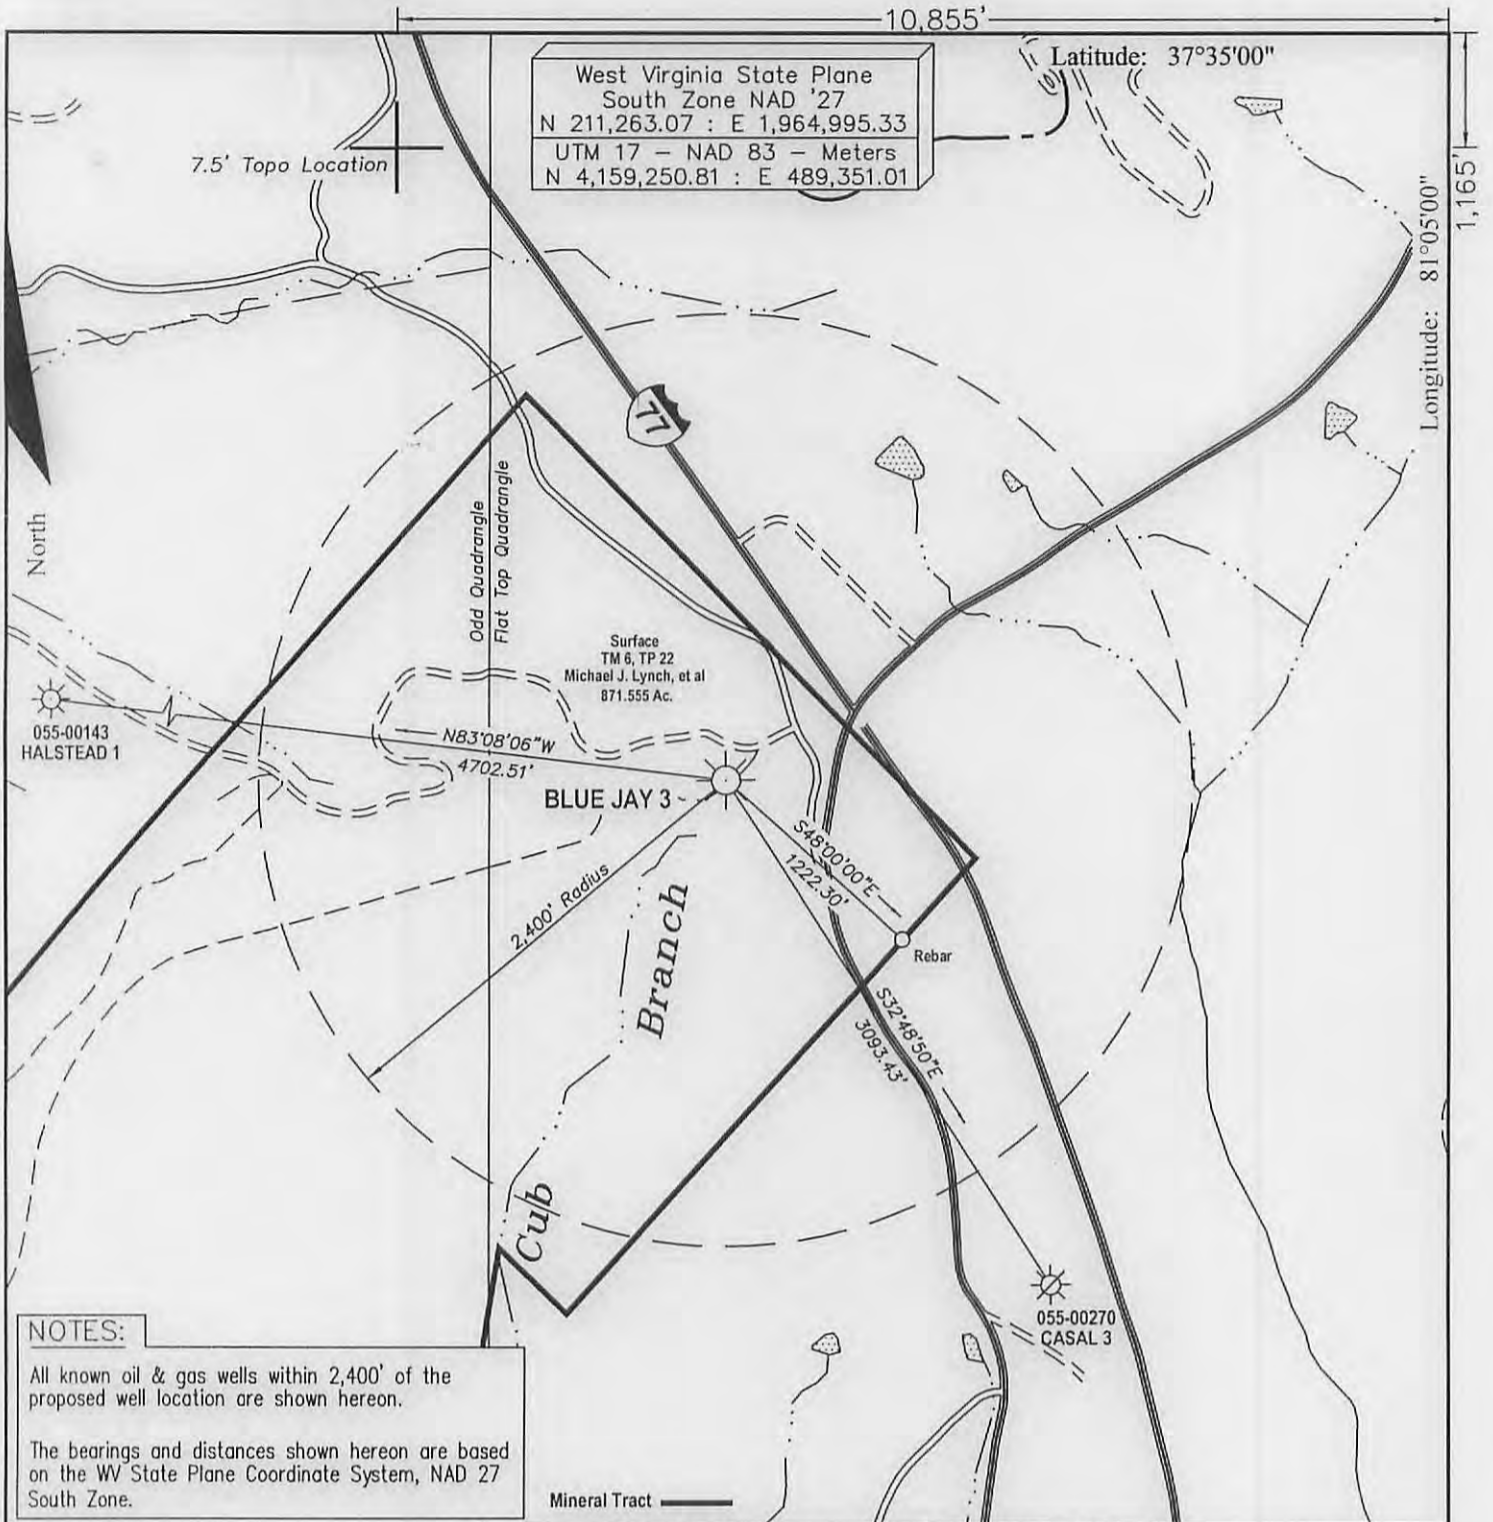 10,855'
West Virginia State Plane
South Zone NAD '27
N 211,263.07 : E 1,964,995.33
UTM 17 – NAD 83 – Meters
N 4,159,250.81 : E 489,351.01
Latitude: 37°35'00"
1,165'
Longitude: 81°05'00"
7.5' Topo Location
77
North
Odd Quadrangle
Flat Top Quadrangle
Surface
TM 6, TP 22
Michael J. Lynch, et al
871.555 Ac.
055-00143
HALSTEAD 1
N83°08'06"W
4702.51'
BLUE JAY 3
S48°00'00"E
1222.30'
2,400' Radius
Rebar
Cub Branch
S32°48'50"E
3093.43'
055-00270
CASAL 3
NOTES:
All known oil & gas wells within 2,400' of the
proposed well location are shown hereon.
The bearings and distances shown hereon are based
on the WV State Plane Coordinate System, NAD 27
South Zone.
Mineral Tract